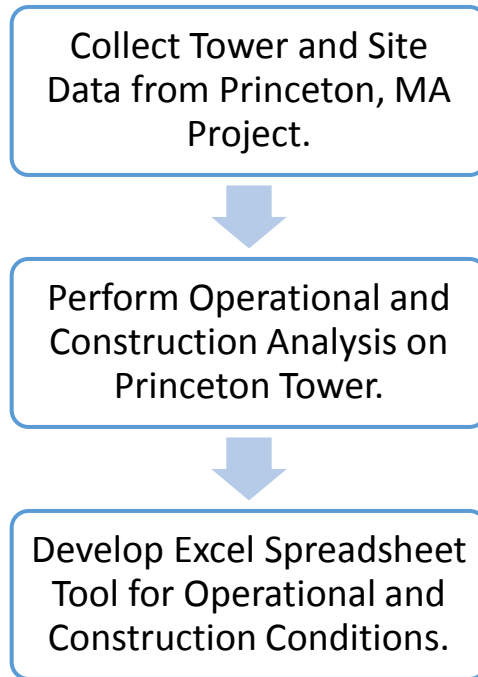 Collect Tower and Site
Data from Princeton, MA
Project.
Perform Operational and
Construction Analysis on
Princeton Tower.
Develop Excel Spreadsheet
Tool for Operational and
Construction Conditions.